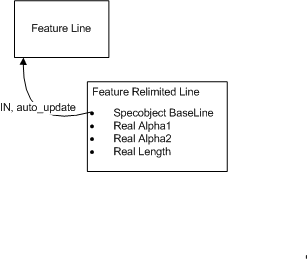 Feature Line
IN, auto_update
Feature Relimited Line
• Specobject BaseLine
• Real Alpha1
• Real Alpha2
• Real Length